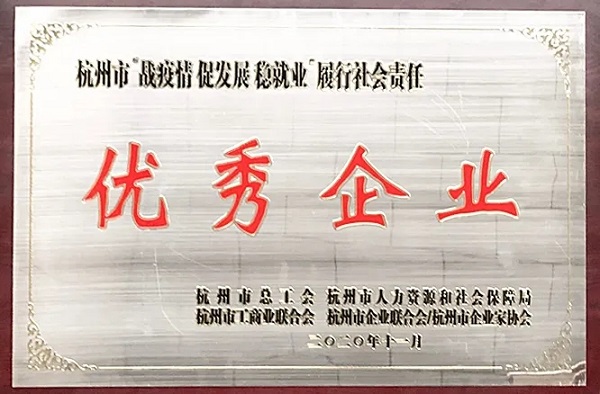 杭州市“战疫情 促发展 稳就业”履行社会责任
优秀企业
杭州市总工会 杭州市人力资源和社会保障局
杭州市工商业联合会 杭州市企业联合会/杭州市企业家协会
二〇二〇年十一月